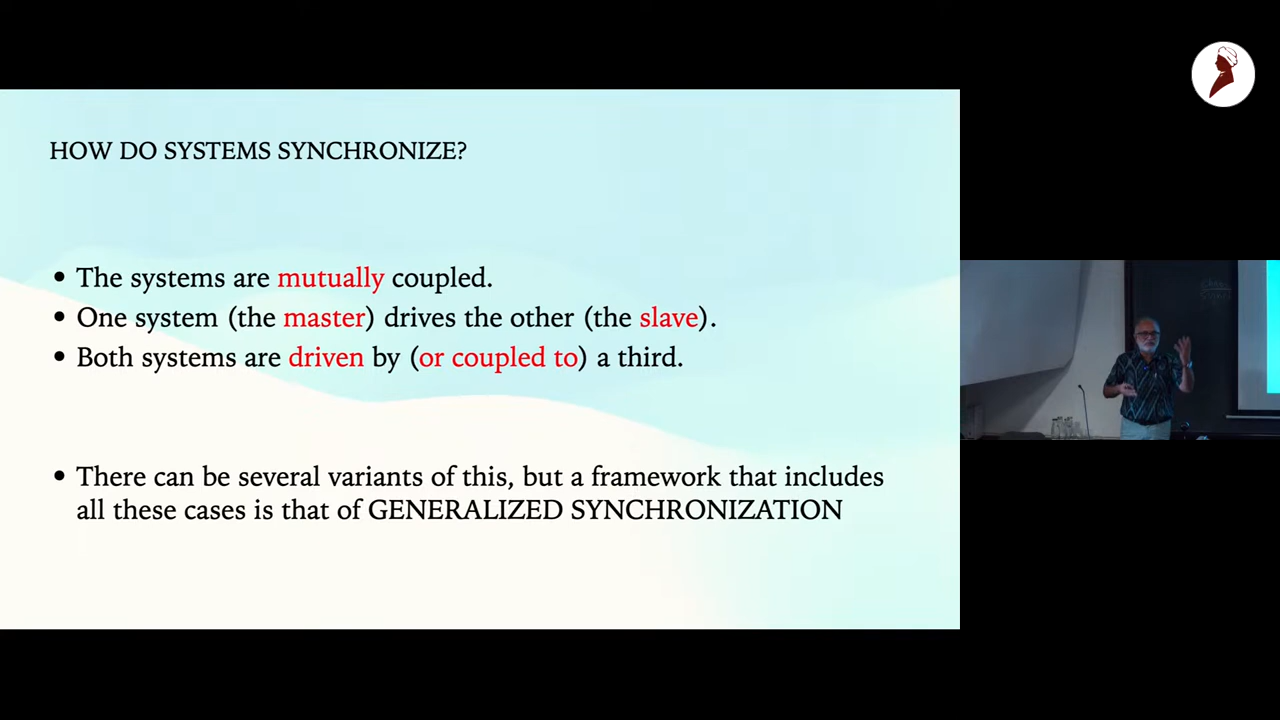 HOW DO SYSTEMS SYNCHRONIZE?
• The systems are mutually coupled.
• One system (the master) drives the other (the slave).
• Both systems are driven by (or coupled to) a third.
• There can be several variants of this, but a framework that includes
all these cases is that of GENERALIZED SYNCHRONIZATION